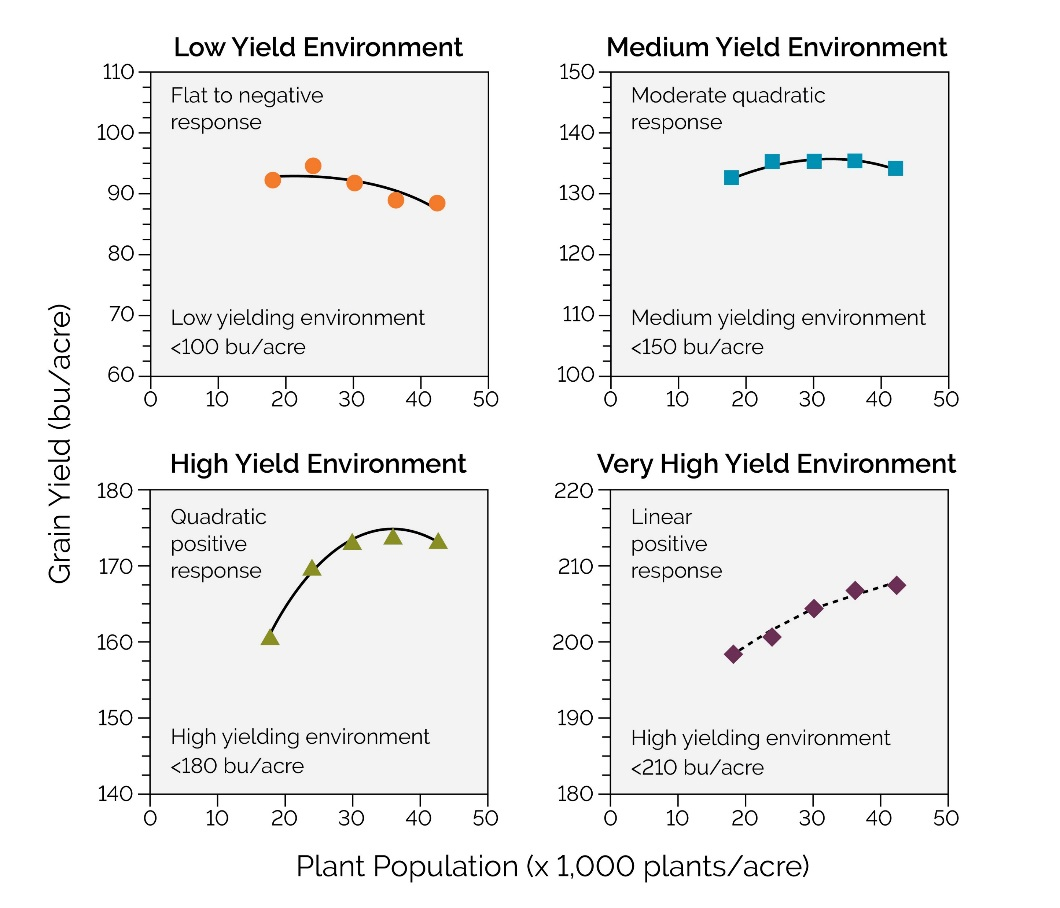 Low Yield Environment
110
100
90
80
70
60
Flat to negative
response
Low yielding environment
<100 bu/acre
0 10 20 30 40 50
Medium Yield Environment
150
140
130
120
110
100
Moderate quadratic
response
Medium yielding environment
<150 bu/acre
0 10 20 30 40 50
Grain Yield (bu/acre)
High Yield Environment
180
170
160
150
140
Quadratic
positive
response
High yielding environment
<180 bu/acre
0 10 20 30 40 50
Very High Yield Environment
220
210
200
190
180
Linear
positive
response
High yielding environment
<210 bu/acre
0 10 20 30 40 50
Plant Population (x 1,000 plants/acre)